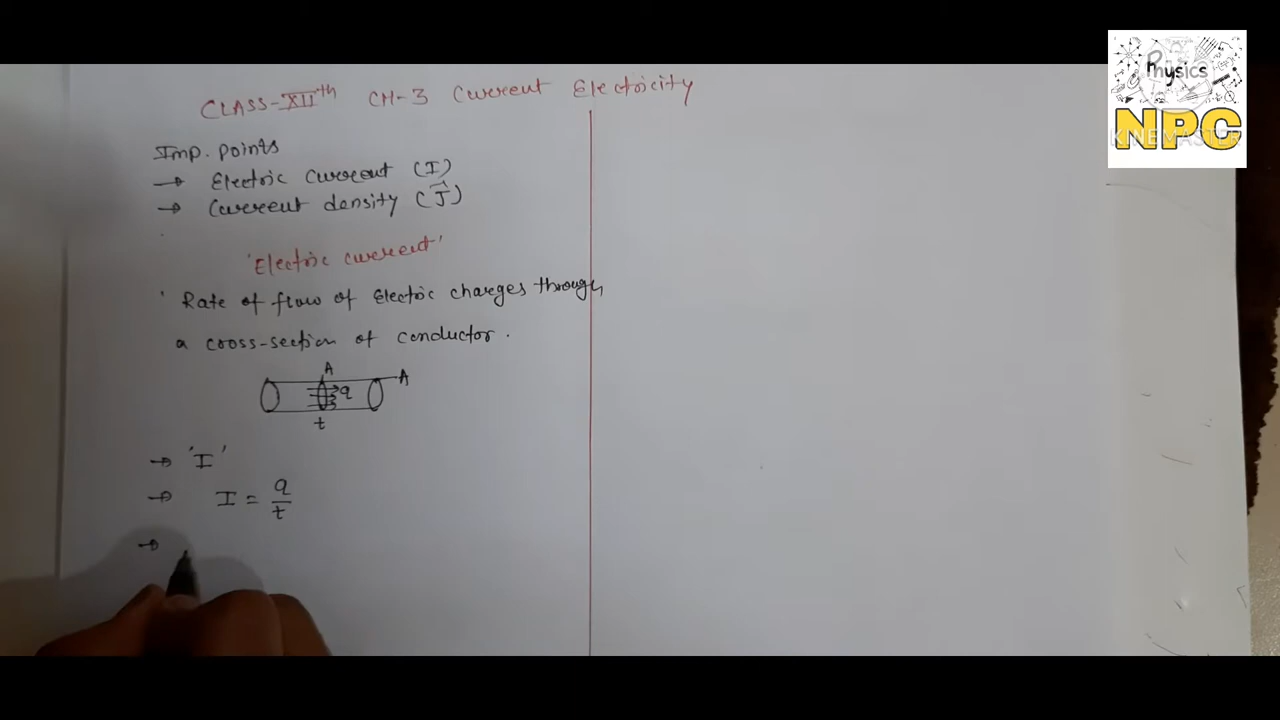 CLASS-XIIth CH-3 Current Electricity
Imp. points
→ Electric current (I)
→ Current density (J⃗)
'Electric current'
' Rate of flow of Electric charges through
a cross-section of conductor.
A
A
q
t
→ 'I'
→ I = q/t
→
Physics
NPC
KINEMASTER